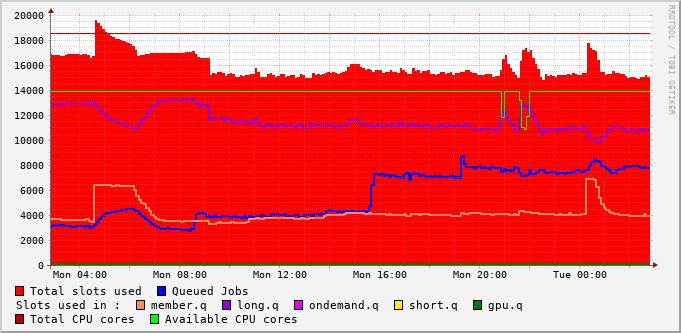 20000
18000
16000
14000
12000
10000
8000
6000
4000
2000
0
Mon 04:00 Mon 08:00 Mon 12:00 Mon 16:00 Mon 20:00 Tue 00:00
RRDTOOL / TOBI OETIKER
Total slots used Queued Jobs
Slots used in : member.q long.q ondemand.q short.q gpu.q
Total CPU cores Available CPU cores